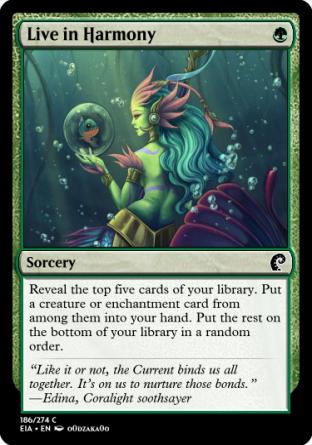 Live in Harmony
Sorcery
Reveal the top five cards of your library. Put
a creature or enchantment card from
among them into your hand. Put the rest on
the bottom of your library in a random
order.
“Like it or not, the Current binds us all
together. It's on us to nurture those bonds.”
—Edina, Coralight soothsayer
186/274 C
EIA • EN oOdzakaOo